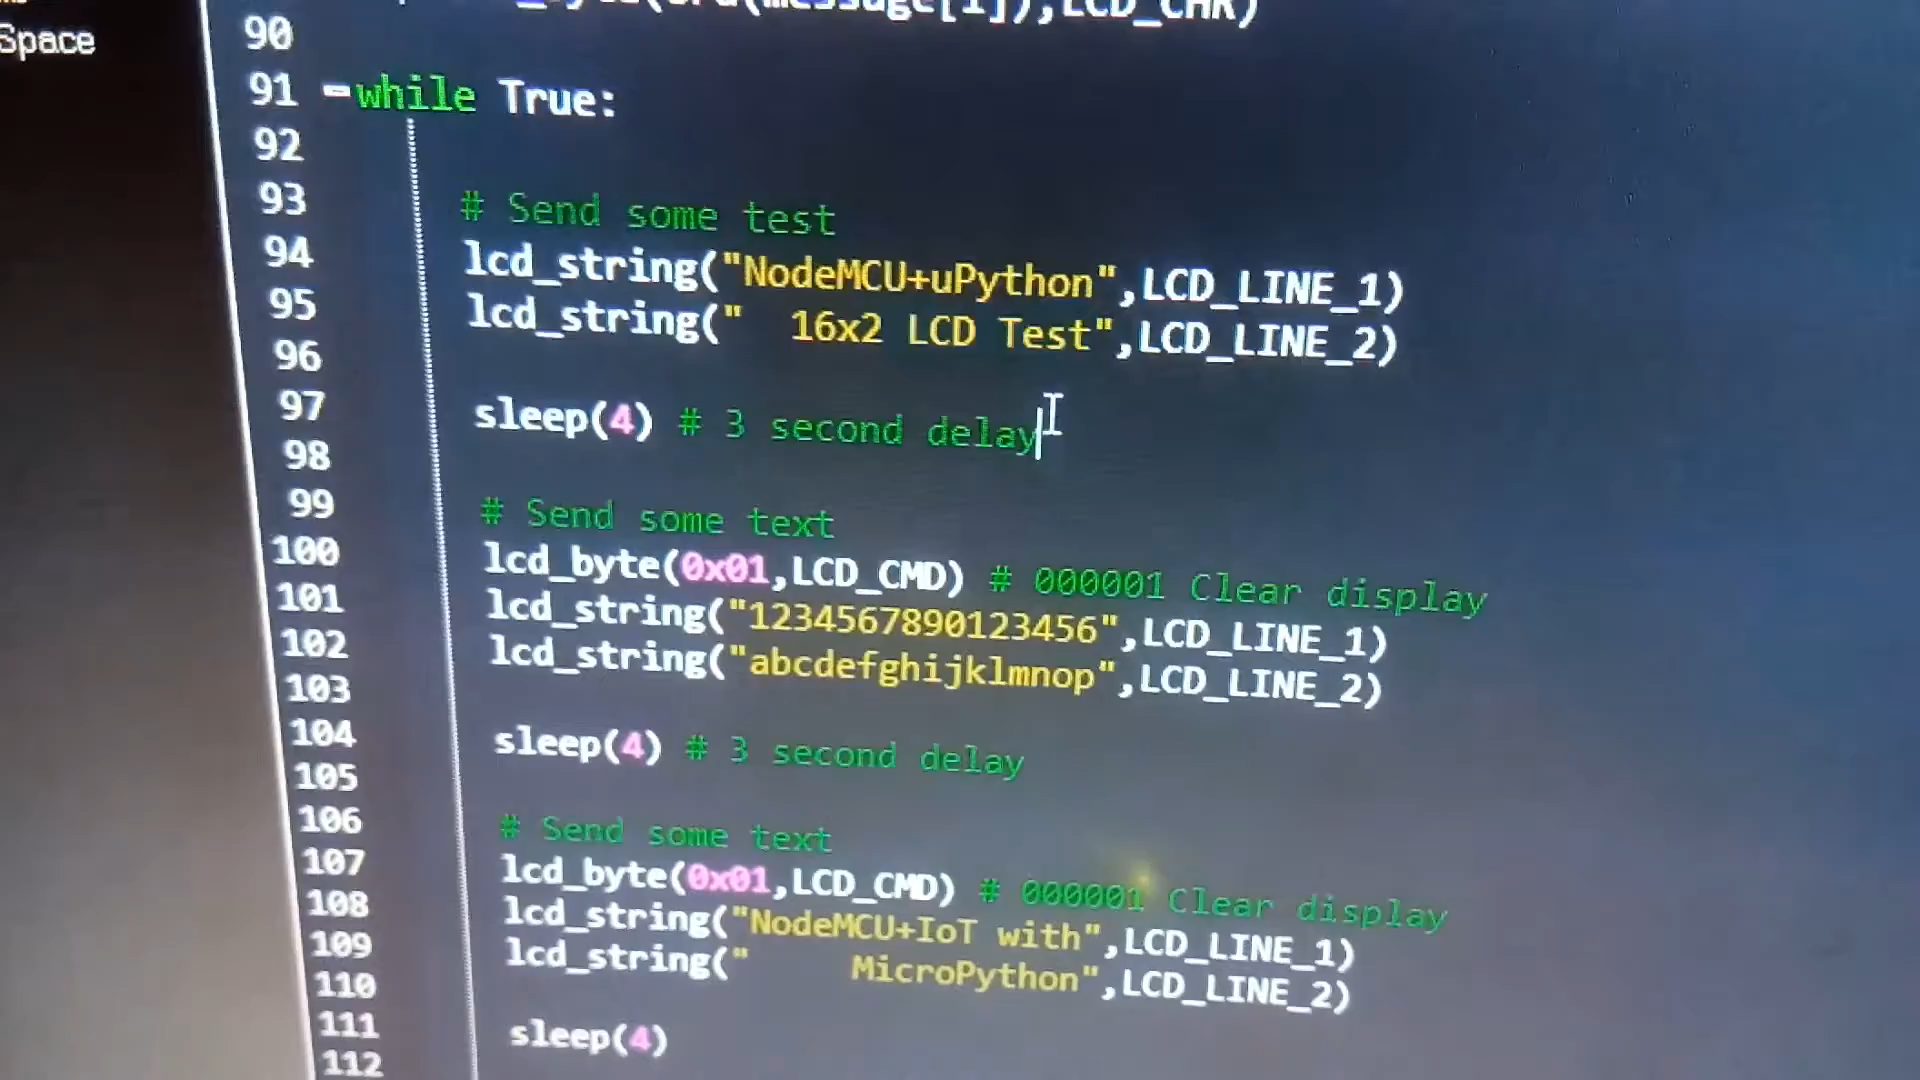 Space
90
91 while True:
92
93 # Send some test
94 lcd_string("NodeMCU+uPython",LCD_LINE_1)
95 lcd_string("  16x2 LCD Test",LCD_LINE_2)
96
97 sleep(4) # 3 second delay
98
99 # Send some text
100 lcd_byte(0x01,LCD_CMD) # 000001 Clear display
101 lcd_string("1234567890123456",LCD_LINE_1)
102 lcd_string("abcdefghijklmnop",LCD_LINE_2)
103
104 sleep(4) # 3 second delay
105
106 # Send some text
107 lcd_byte(0x01,LCD_CMD) # 000001 Clear display
108 lcd_string("NodeMCU+IoT with",LCD_LINE_1)
109 lcd_string("    MicroPython",LCD_LINE_2)
110
111 sleep(4)
112